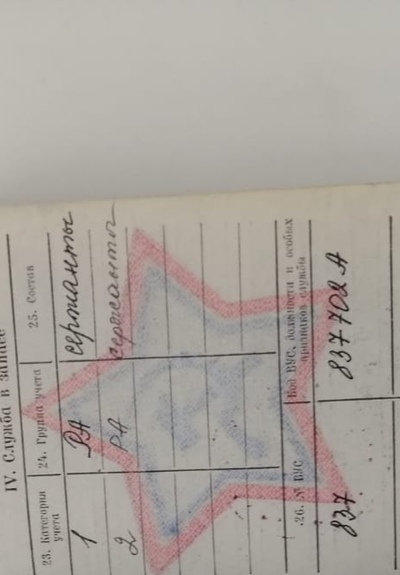 IV. Служба в запасе
23. Категория учета
24. Группа учета
25. Состав
1 РА сержанты
2 РА сержанты
26. № ВУС
Код ВУС, должности и особых признаков службы
837 837702 А